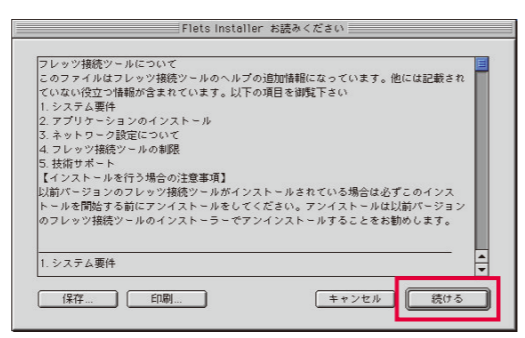 Flets Installer お読みください
フレッツ接続ツールについて
このファイルはフレッツ接続ツールのヘルプの追加情報になっています。他には記載され
ていない役立つ情報が含まれています。以下の項目を御覧下さい
1. システム要件
2. アプリケーションのインストール
3. ネットワーク設定について
4. フレッツ接続ツールの制限
5. 技術サポート
【インストールを行う場合の注意事項】
以前バージョンのフレッツ接続ツールがインストールされている場合は必ずこのインス
トールを開始する前にアンイストールをしてください。アンイストールは以前バージョン
のフレッツ接続ツールのインストーラーでアンインストールすることをお勧めします。
1. システム要件
保存... 印刷... キャンセル 続ける